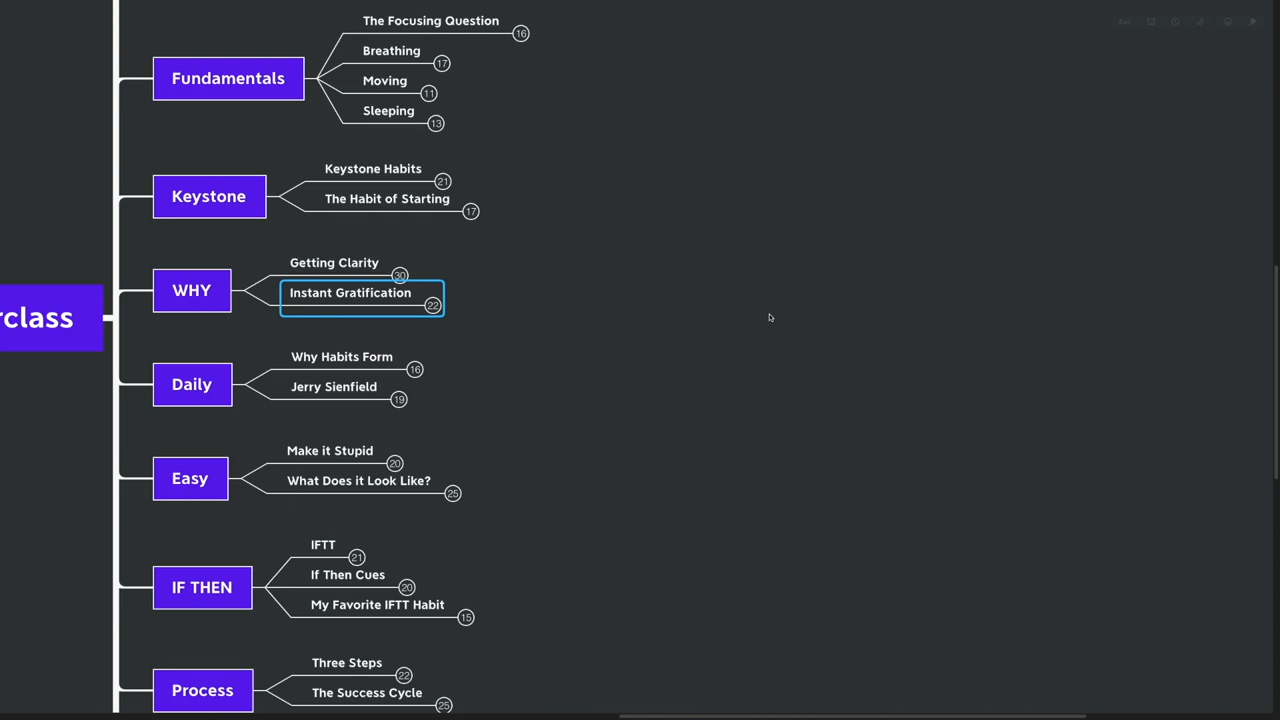 The Focusing Question
16
Breathing
17
Fundamentals
Moving
11
Sleeping
13
Keystone Habits
21
Keystone
The Habit of Starting
17
Getting Clarity
30
WHY
Instant Gratification
22
rclass
Why Habits Form
16
Daily
Jerry Sienfield
19
Make it Stupid
20
Easy
What Does it Look Like?
25
IFTT
21
If Then Cues
20
IF THEN
My Favorite IFTT Habit
15
Three Steps
22
Process
The Success Cycle
25